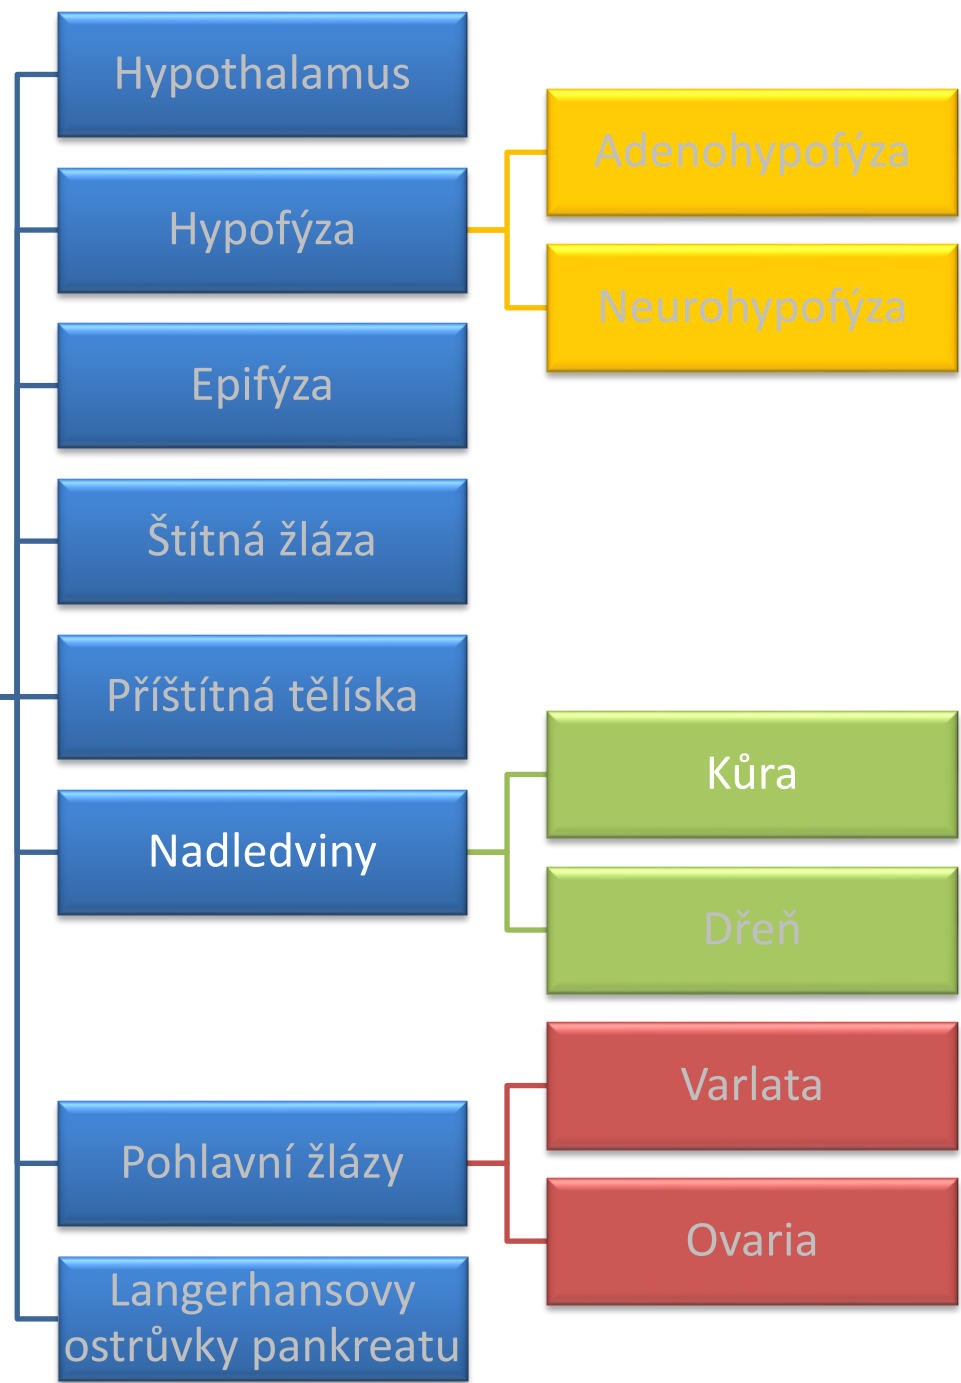 Hypothalamus
Hypofýza
Adenohypofýza
Neurohypofýza
Epifýza
Štítná žláza
Příštítná tělíska
Nadledviny
Kůra
Dřeň
Pohlavní žlázy
Varlata
Ovaria
Langerhansovy
ostrůvky pankreatu